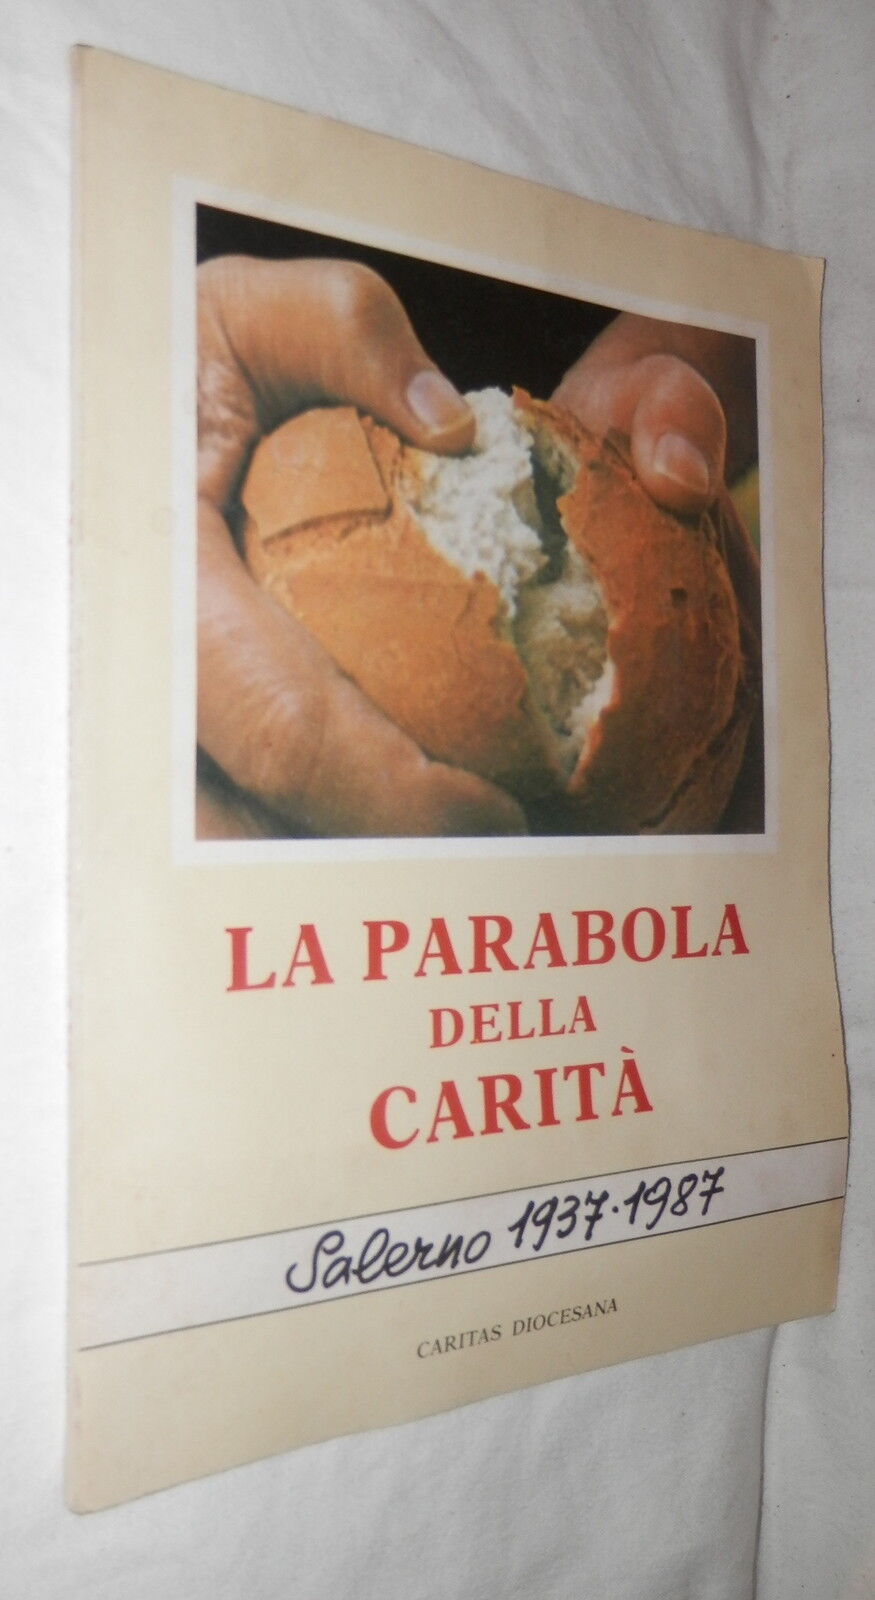 LA PARABOLA
DELLA
CARITÀ
Salerno 1937·1987
CARITAS DIOCESANA